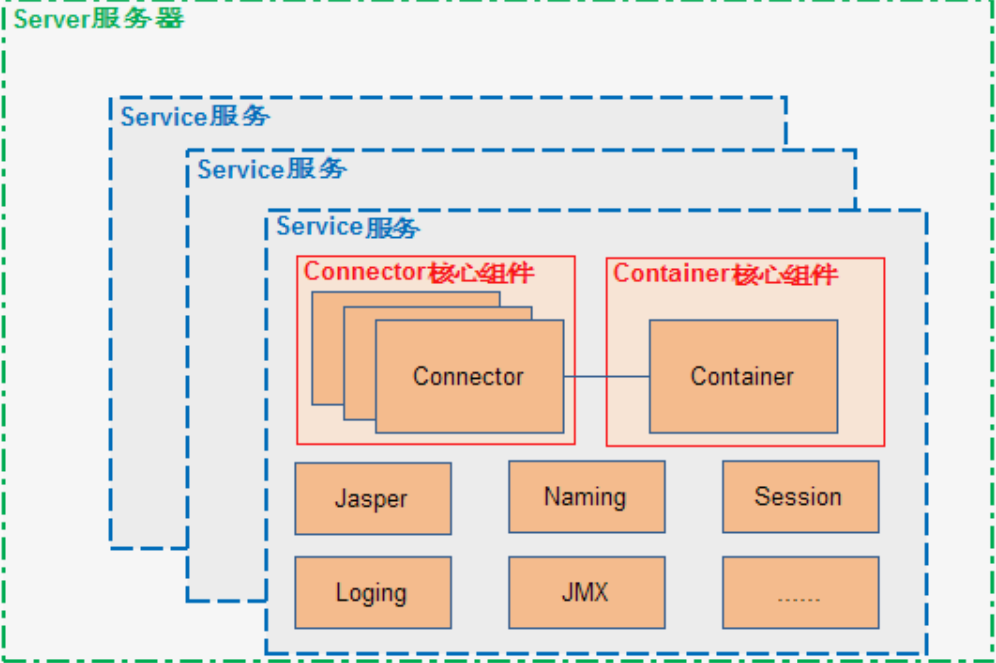 Server服务器
Service服务
Service服务
Service服务
Connector核心组件
Container核心组件
Connector
Container
Jasper
Naming
Session
Loging
JMX
......